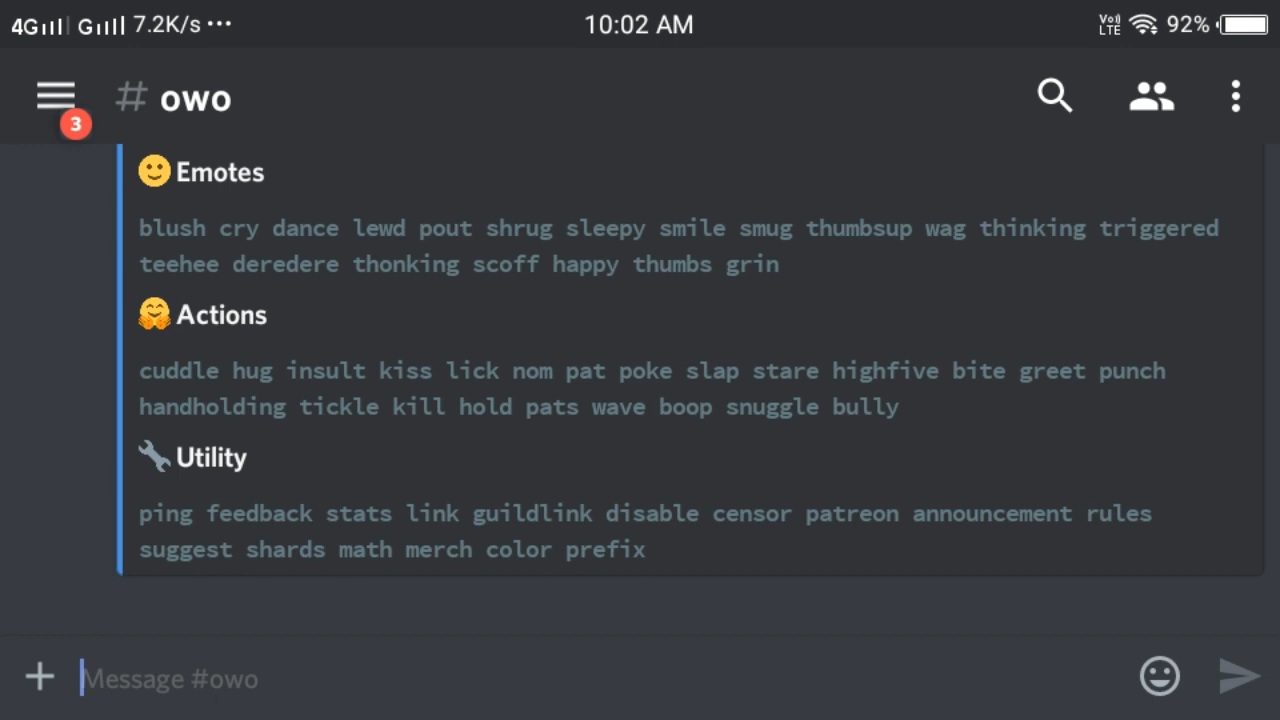 4G G 7.2K/s ··· 10:02 AM Vo) LTE 92%
3 # owo
Emotes
blush cry dance lewd pout shrug sleepy smile smug thumbsup wag thinking triggered
teehee deredere thonking scoff happy thumbs grin
Actions
cuddle hug insult kiss lick nom pat poke slap stare highfive bite greet punch
handholding tickle kill hold pats wave boop snuggle bully
Utility
ping feedback stats link guildlink disable censor patreon announcement rules
suggest shards math merch color prefix
Message #owo